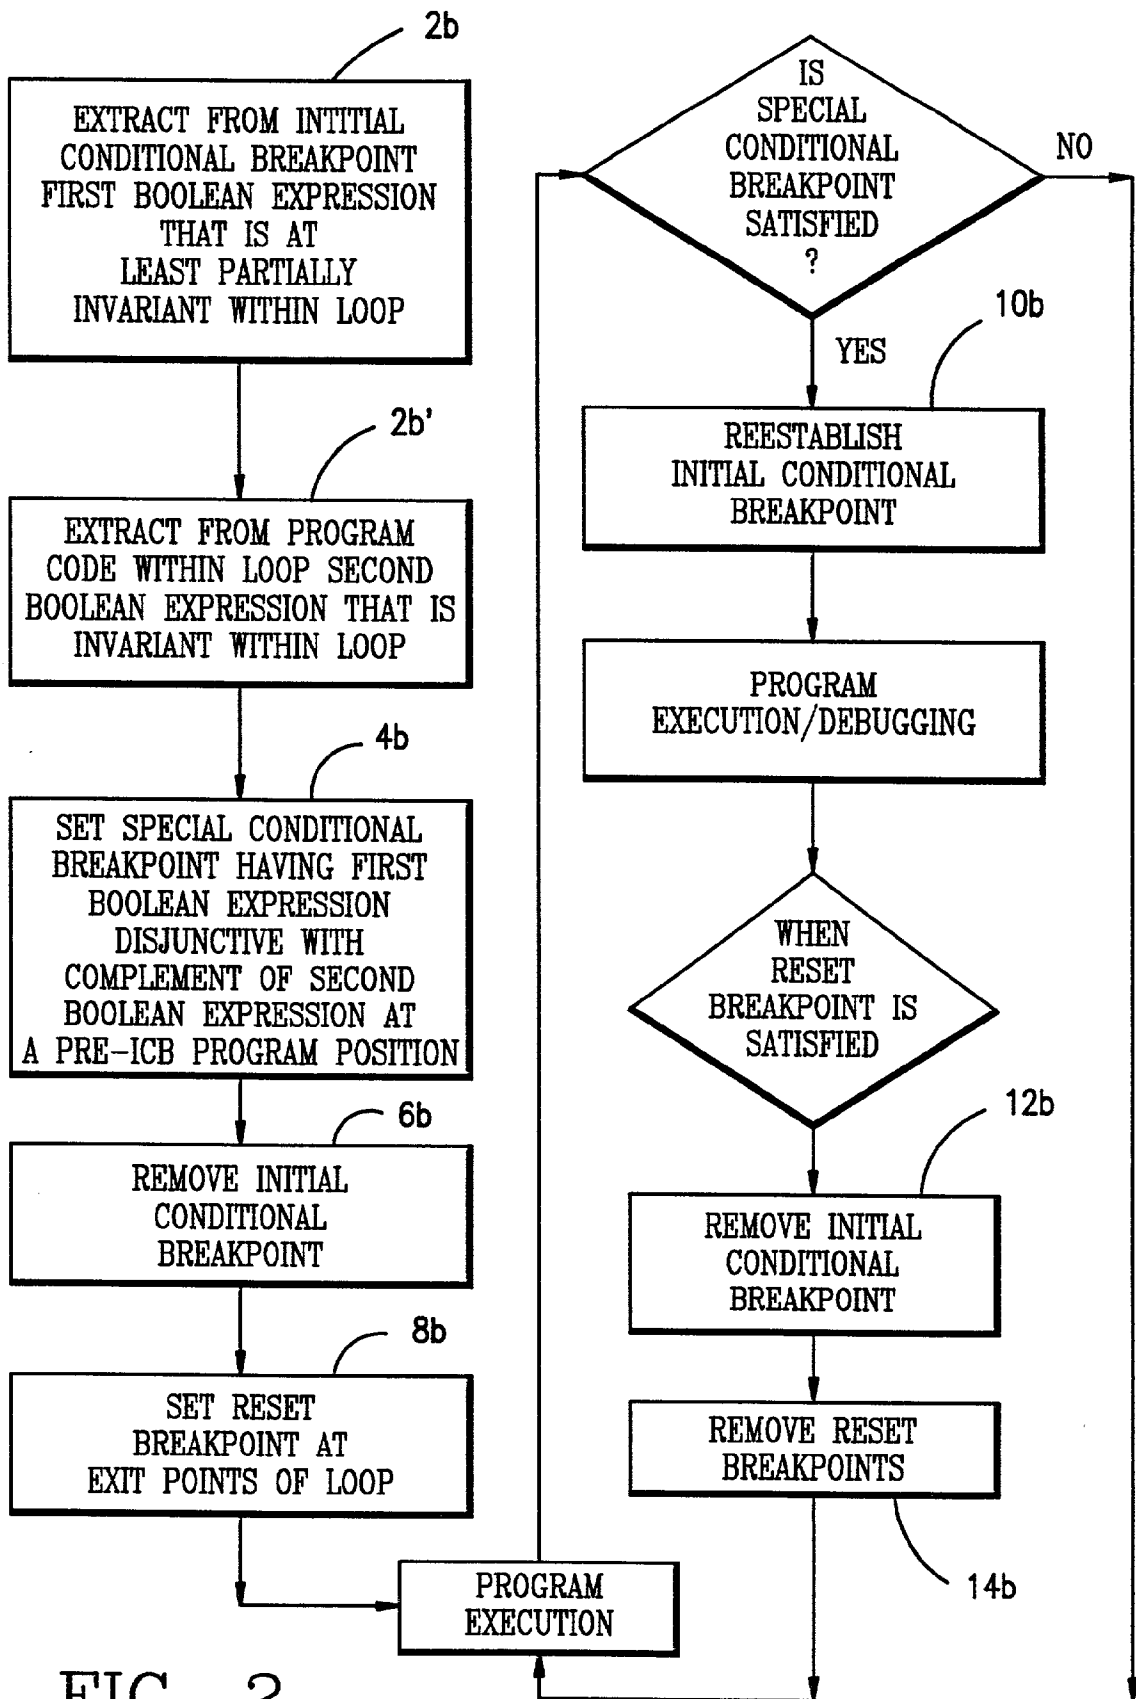 2b
EXTRACT FROM INTITIAL
CONDITIONAL BREAKPOINT
FIRST BOOLEAN EXPRESSION
THAT IS AT
LEAST PARTIALLY
INVARIANT WITHIN LOOP
2b'
EXTRACT FROM PROGRAM
CODE WITHIN LOOP SECOND
BOOLEAN EXPRESSION THAT IS
INVARIANT WITHIN LOOP
4b
SET SPECIAL CONDITIONAL
BREAKPOINT HAVING FIRST
BOOLEAN EXPRESSION
DISJUNCTIVE WITH
COMPLEMENT OF SECOND
BOOLEAN EXPRESSION AT
A PRE-ICB PROGRAM POSITION
6b
REMOVE INITIAL
CONDITIONAL
BREAKPOINT
8b
SET RESET
BREAKPOINT AT
EXIT POINTS OF LOOP
PROGRAM
EXECUTION
IS
SPECIAL
CONDITIONAL
BREAKPOINT
SATISFIED
?
NO
YES
10b
REESTABLISH
INITIAL CONDITIONAL
BREAKPOINT
PROGRAM
EXECUTION/DEBUGGING
WHEN
RESET
BREAKPOINT IS
SATISFIED
12b
REMOVE INITIAL
CONDITIONAL
BREAKPOINT
REMOVE RESET
BREAKPOINTS
14b
FIG. 2